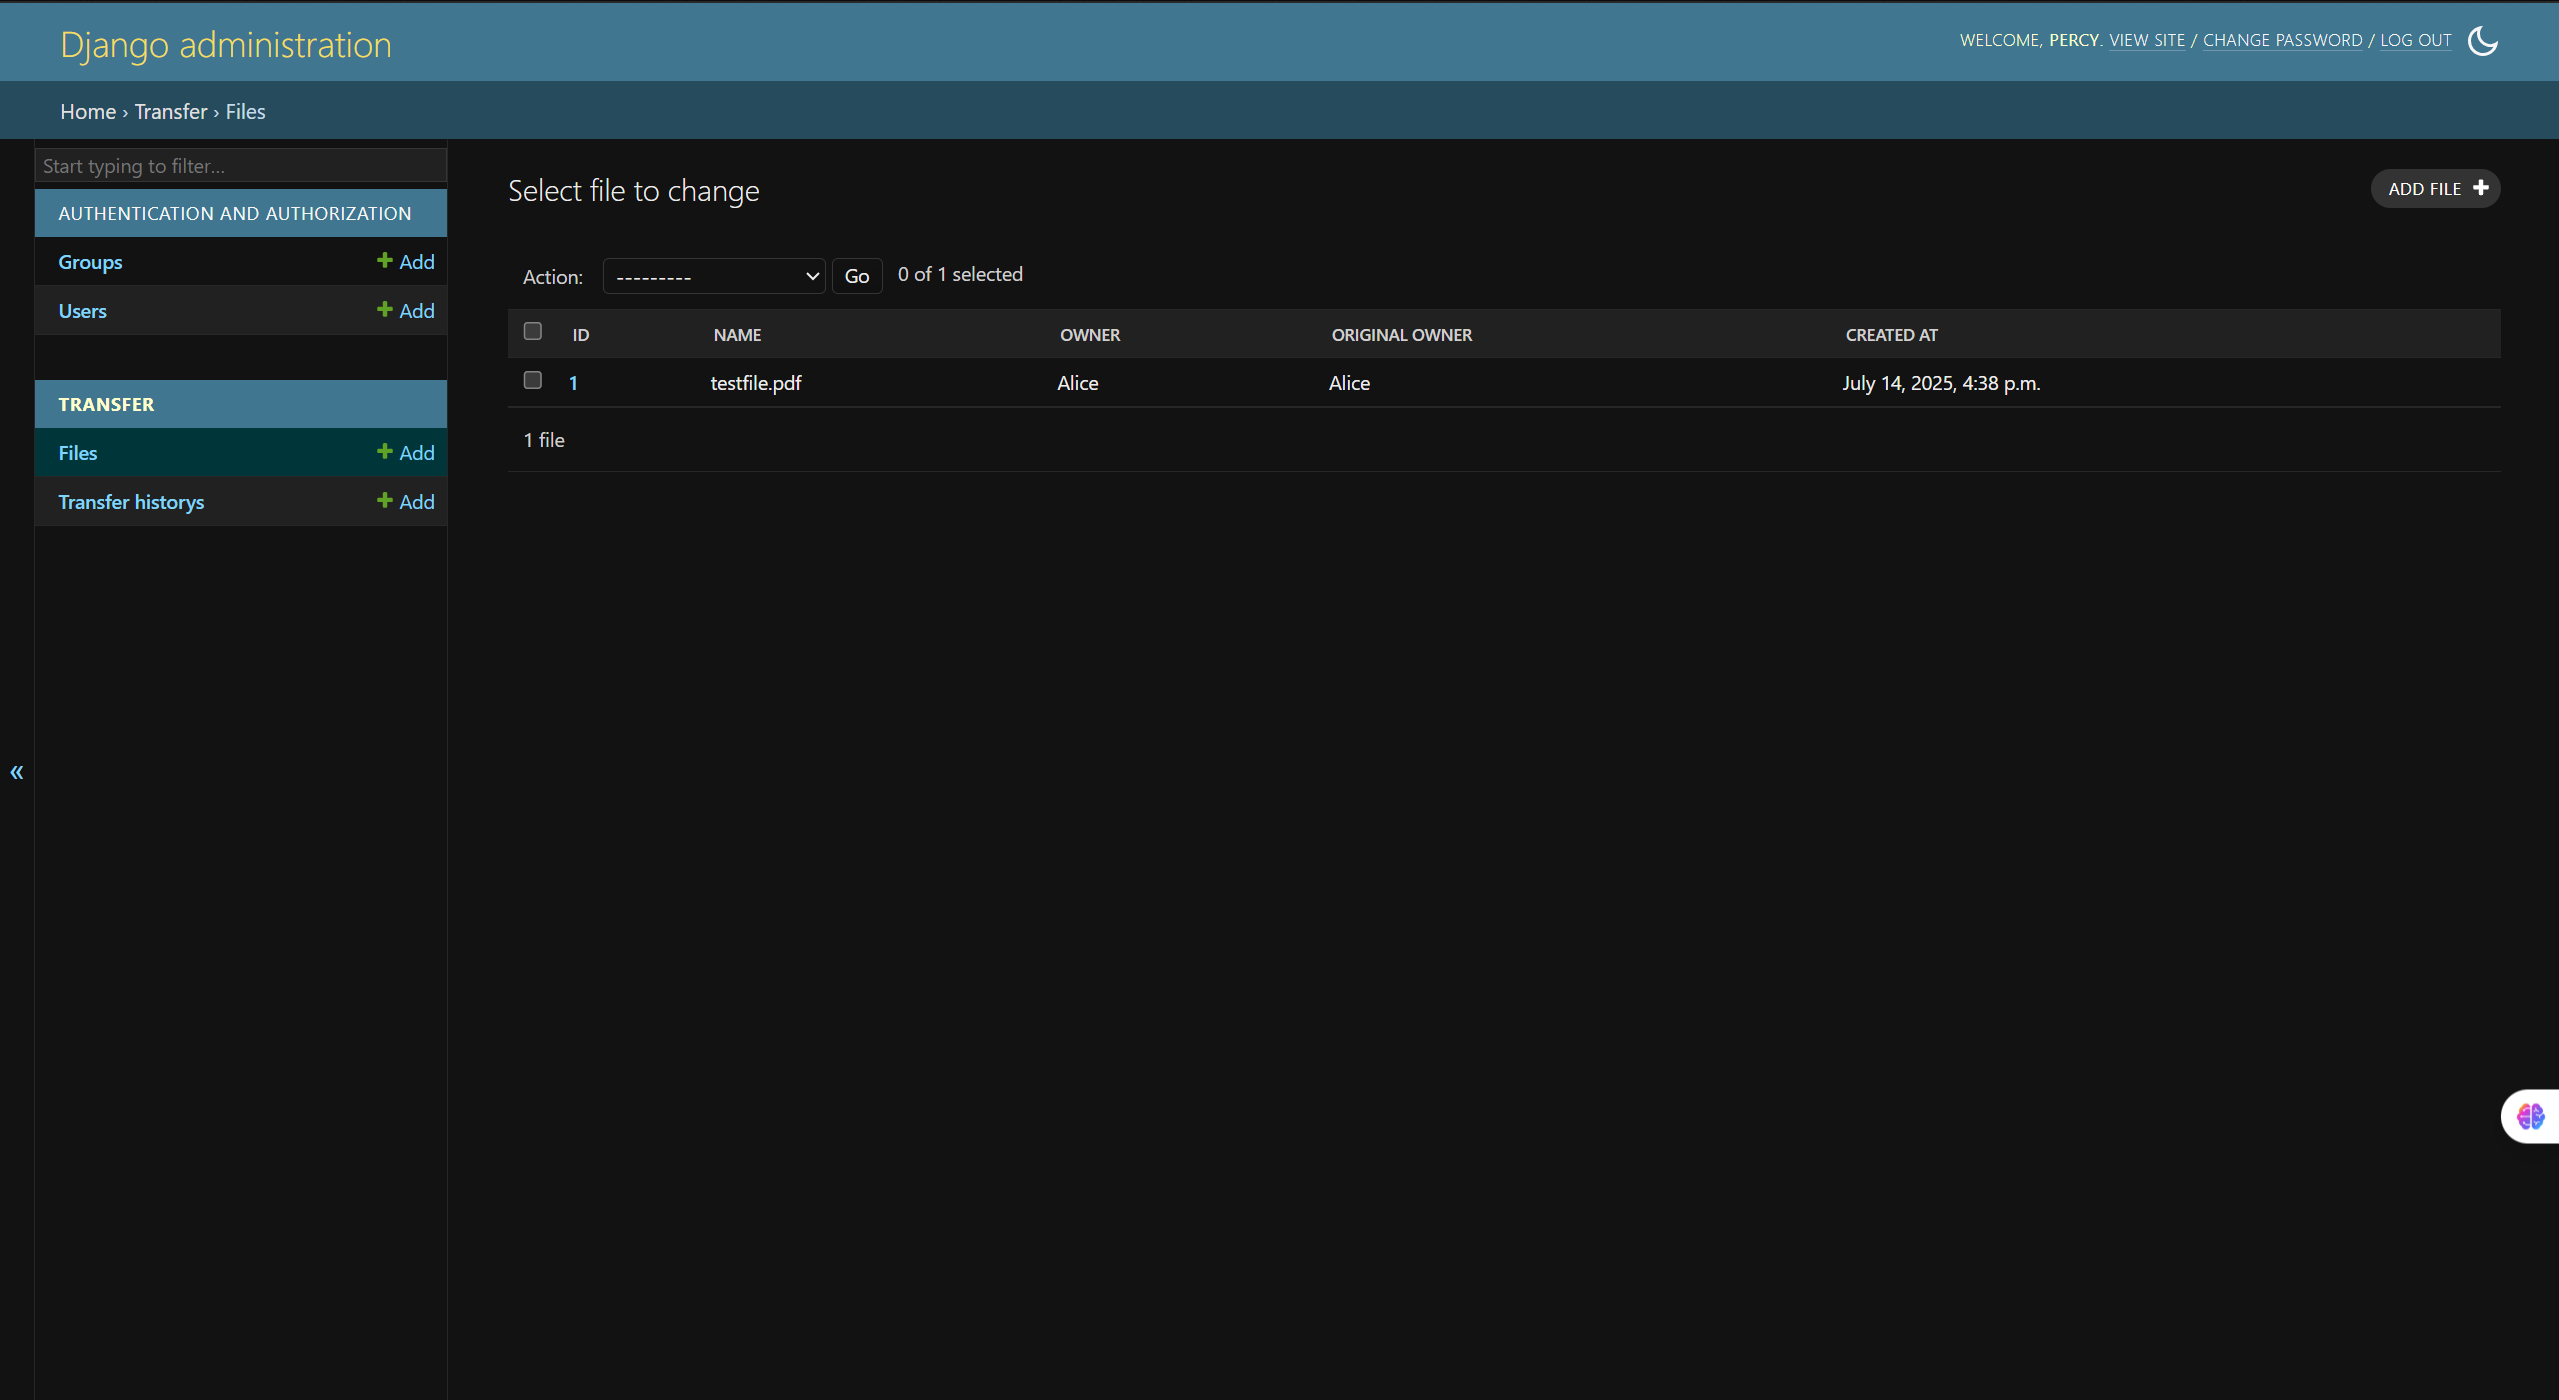 Django administration
WELCOME, PERCY. VIEW SITE / CHANGE PASSWORD / LOG OUT
Home › Transfer › Files
Start typing to filter...
AUTHENTICATION AND AUTHORIZATION
Groups + Add
Users + Add
TRANSFER
Files + Add
Transfer historys + Add
«
Select file to change
ADD FILE +
Action: --------- Go 0 of 1 selected
ID NAME OWNER ORIGINAL OWNER CREATED AT
1 testfile.pdf Alice Alice July 14, 2025, 4:38 p.m.
1 file